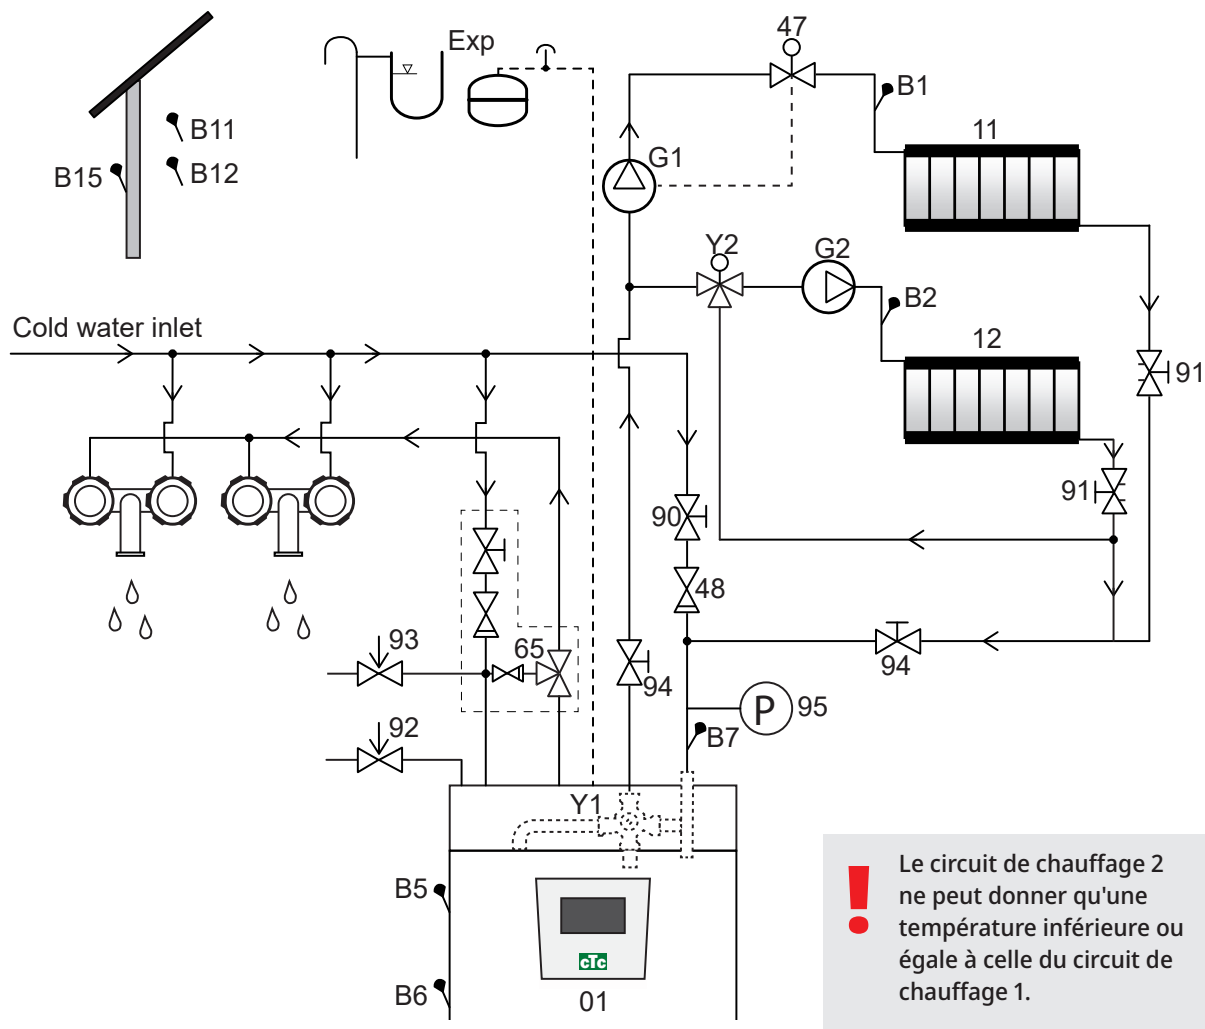 47
Exp
B1
11
B11
G1
B12
B15
Y2
G2
B2
Cold water inlet
12
91
91
90
48
93
65
94
94
P
95
92
B7
Y1
B5
cTc
B6
01
!
Le circuit de chauffage 2
ne peut donner qu'une
température inférieure ou
égale à celle du circuit de
chauffage 1.